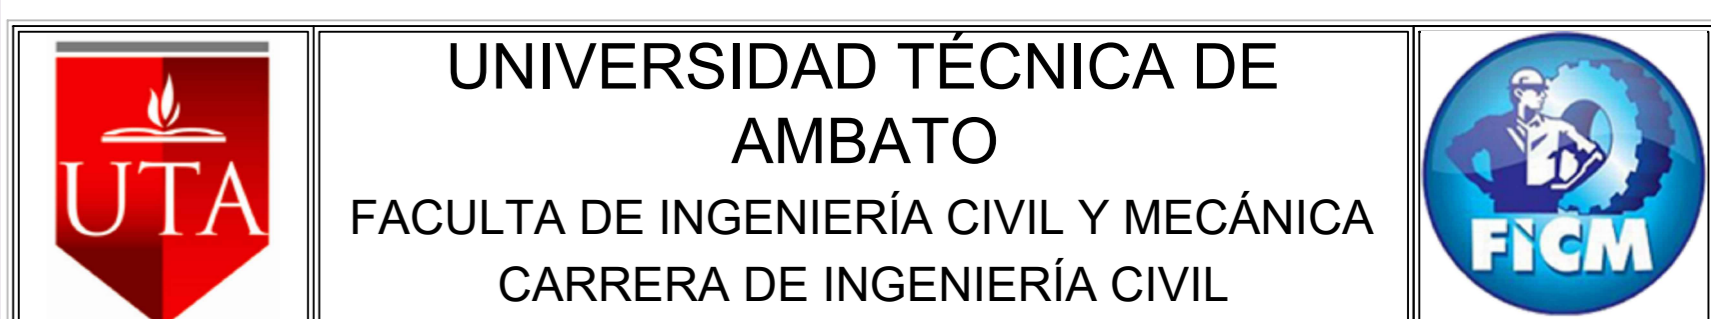 UTA
UNIVERSIDAD TÉCNICA DE
AMBATO
FACULTA DE INGENIERÍA CIVIL Y MECÁNICA
CARRERA DE INGENIERÍA CIVIL
FICM